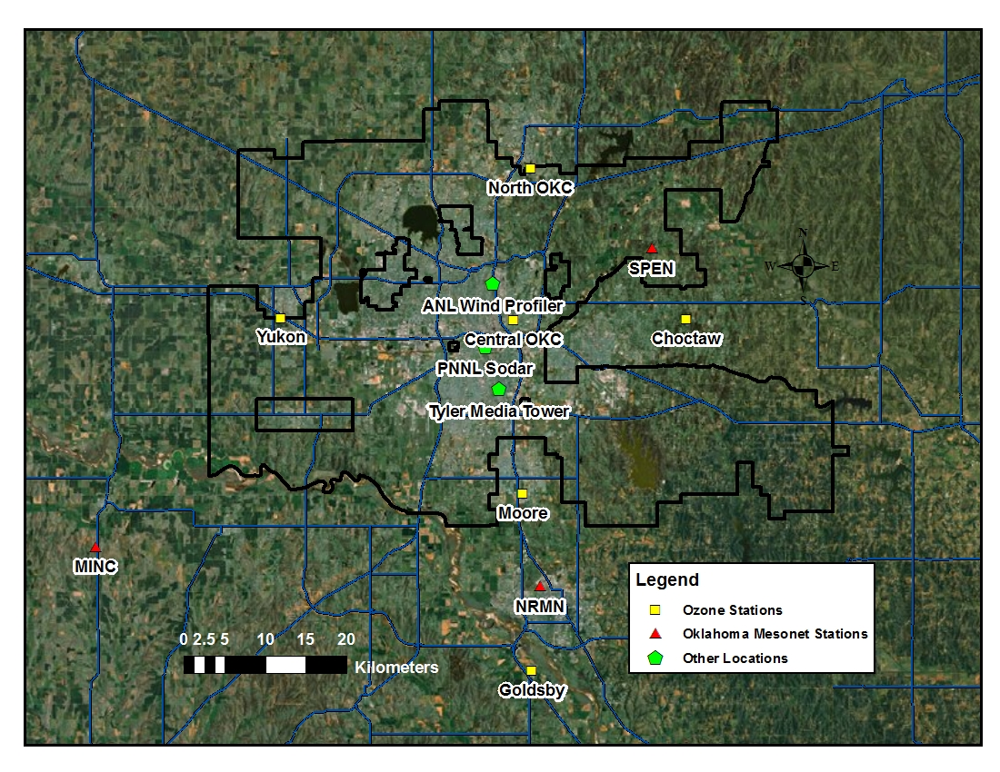 North OKC
N
SPEN
W
E
S
ANL Wind Profiler
Yukon
Central OKC
Choctaw
PNNL Sodar
Tyler Media Tower
Moore
MINC
Legend
NRMN
Ozone Stations
Oklahoma Mesonet Stations
Other Locations
0 2.5 5 10 15 20
Kilometers
Goldsby